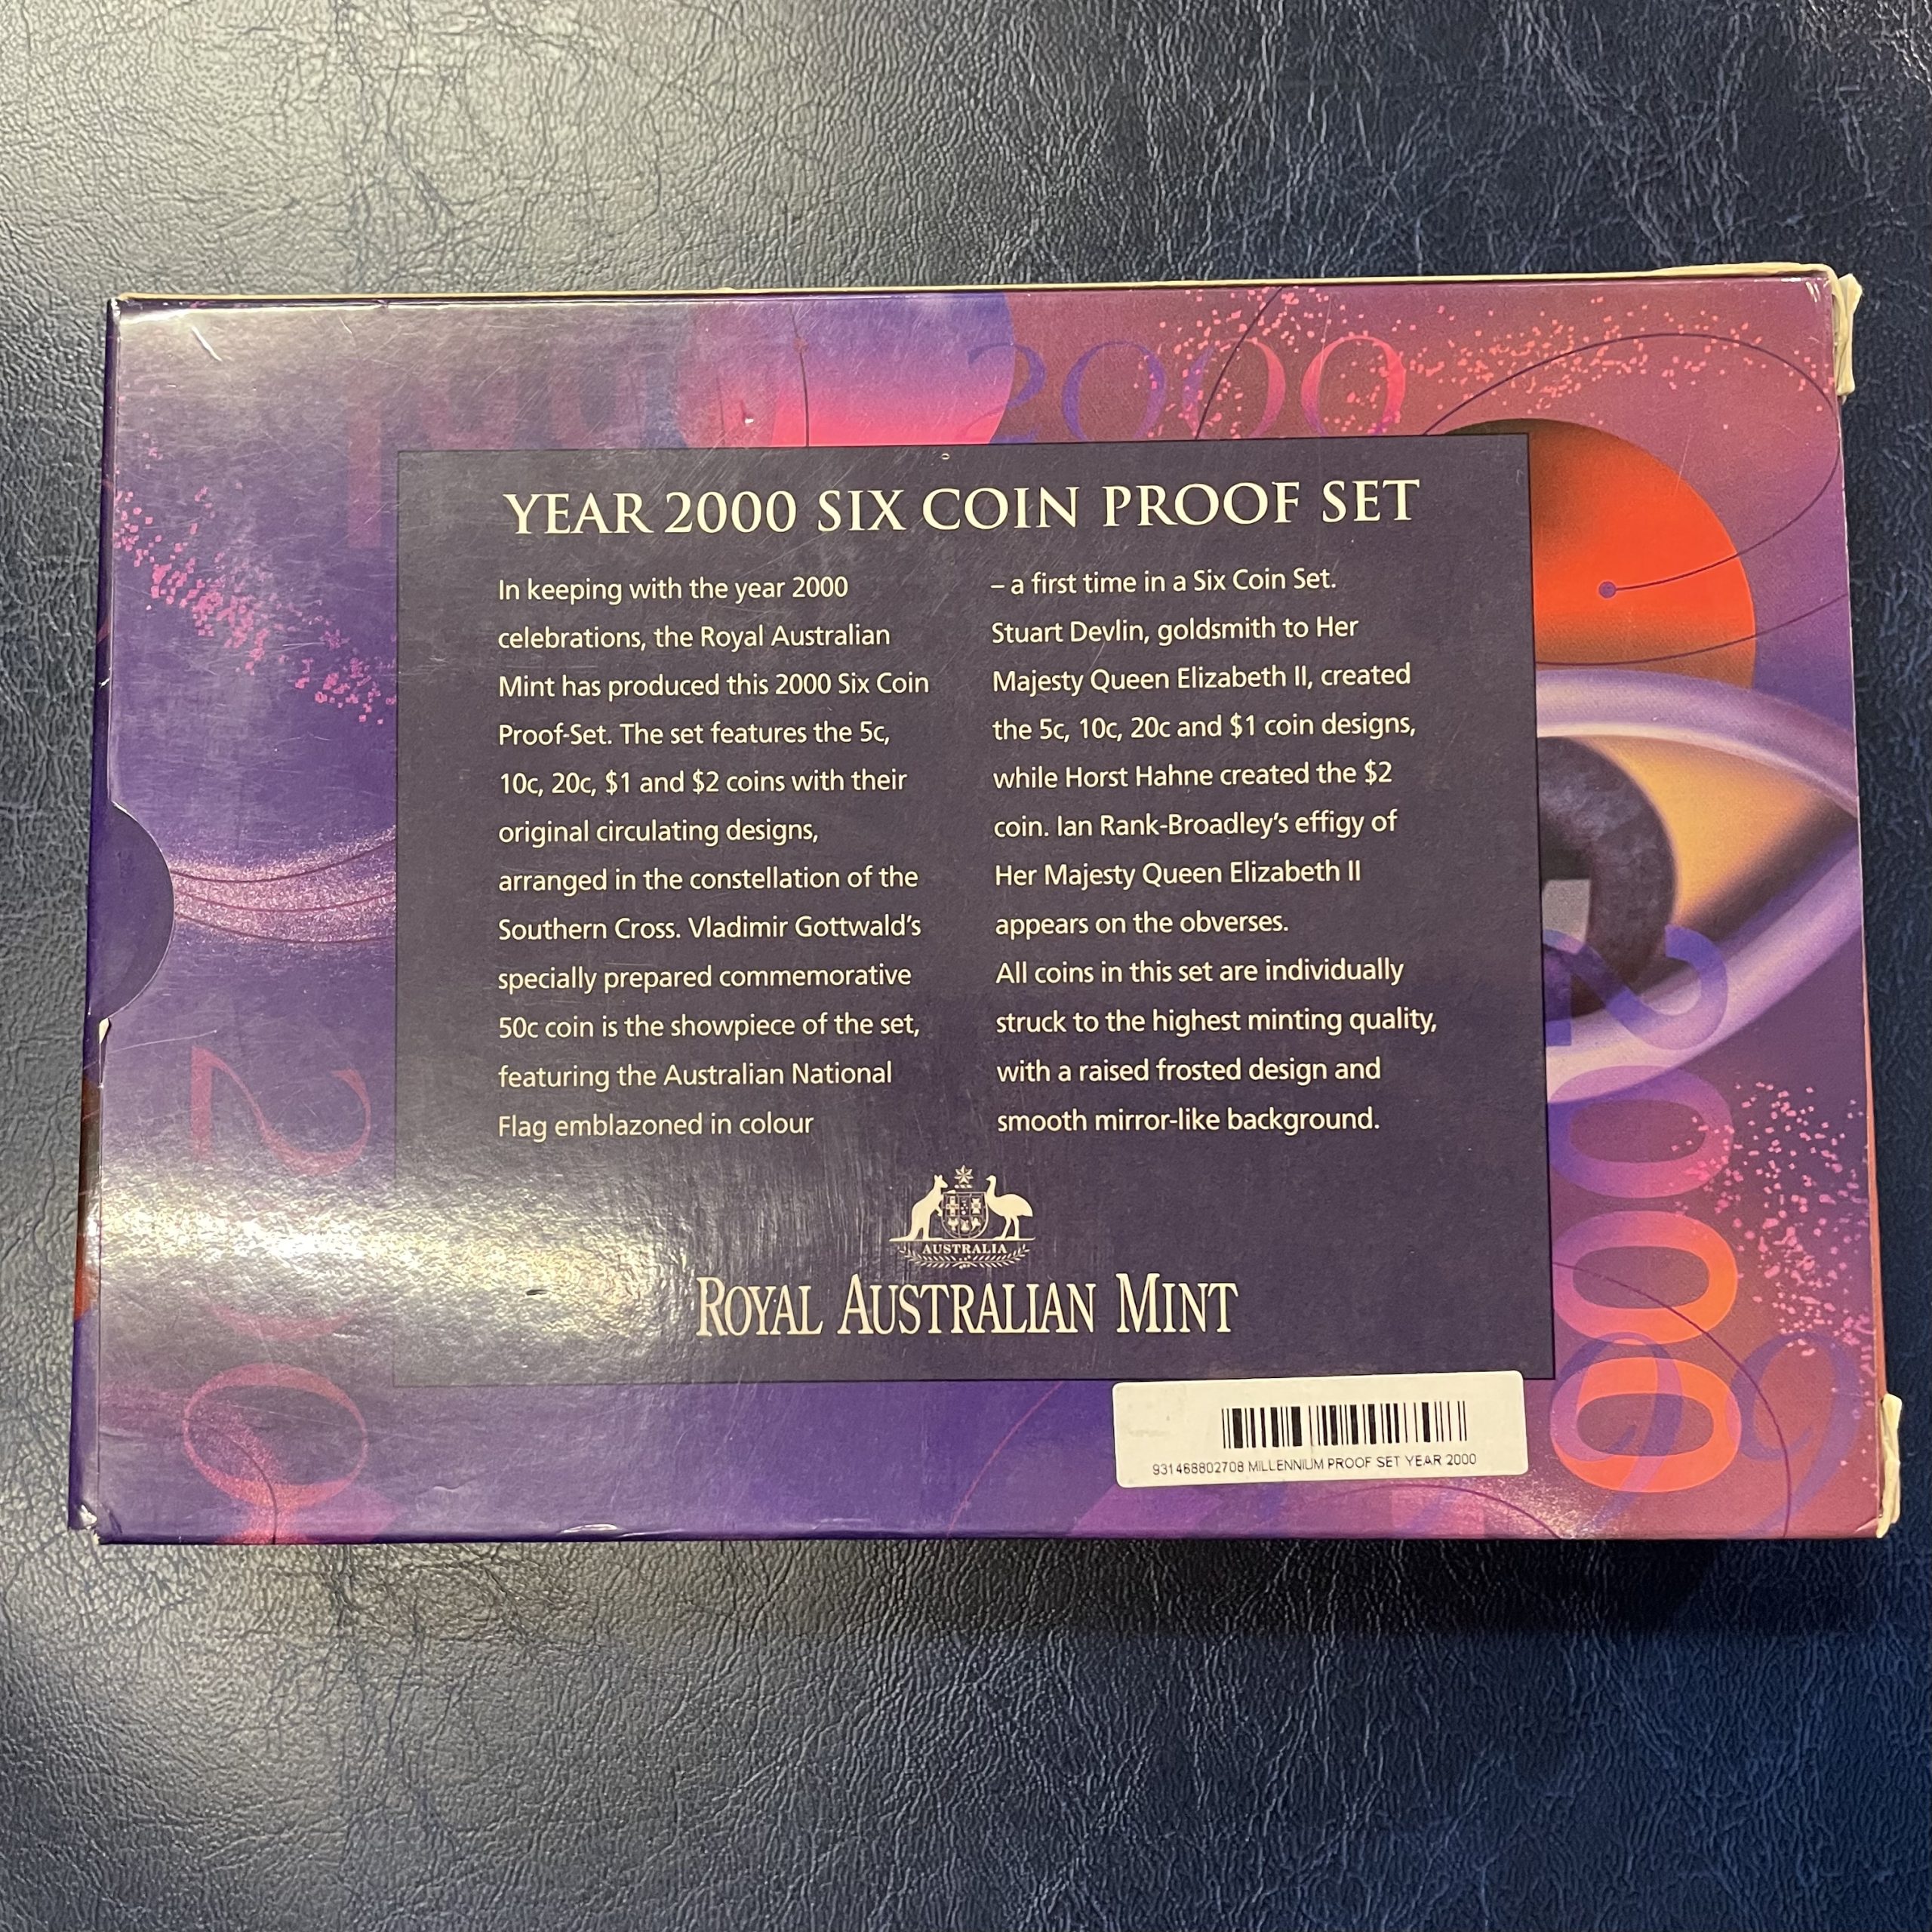 2000
YEAR 2000 SIX COIN PROOF SET
In keeping with the year 2000
celebrations, the Royal Australian
Mint has produced this 2000 Six Coin
Proof-Set. The set features the 5c,
10c, 20c, $1 and $2 coins with their
original circulating designs,
arranged in the constellation of the
Southern Cross. Vladimir Gottwald's
specially prepared commemorative
50c coin is the showpiece of the set,
featuring the Australian National
Flag emblazoned in colour
– a first time in a Six Coin Set.
Stuart Devlin, goldsmith to Her
Majesty Queen Elizabeth II, created
the 5c, 10c, 20c and $1 coin designs,
while Horst Hahne created the $2
coin. Ian Rank-Broadley's effigy of
Her Majesty Queen Elizabeth II
appears on the obverses.
All coins in this set are individually
struck to the highest minting quality,
with a raised frosted design and
smooth mirror-like background.
AUSTRALIA
ROYAL AUSTRALIAN MINT
931468802708 MILLENNIUM PROOF SET YEAR 2000
2000